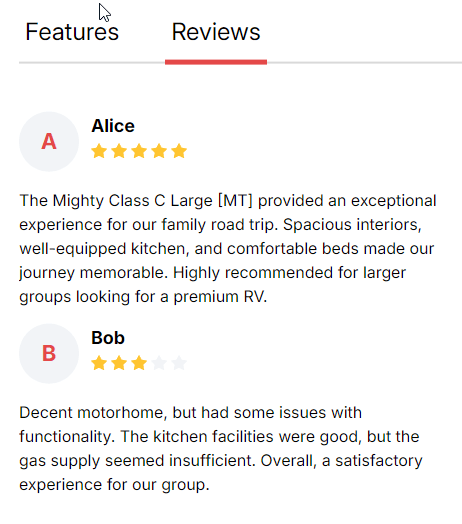 Features Reviews
A
Alice
The Mighty Class C Large [MT] provided an exceptional
experience for our family road trip. Spacious interiors,
well-equipped kitchen, and comfortable beds made our
journey memorable. Highly recommended for larger
groups looking for a premium RV.
B
Bob
Decent motorhome, but had some issues with
functionality. The kitchen facilities were good, but the
gas supply seemed insufficient. Overall, a satisfactory
experience for our group.